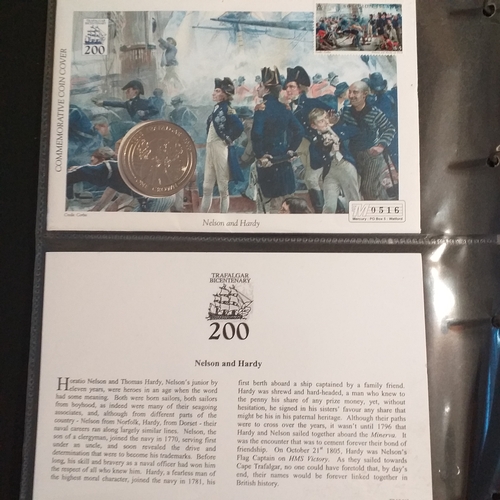 COMMEMORATIVE COIN COVER
200
Nelson and Hardy
0516
Mercury - PO Box 2 - Watford
TRAFALGAR
BICENTENARY
200
Nelson and Hardy
Horatio Nelson and Thomas Hardy, Nelson's junior by
eleven years, were heroes in an age when the word
had some meaning. Both were born sailors, both sailors
from boyhood, as indeed were many of their seagoing
associates, and, although from different parts of the
country - Nelson from Norfolk, Hardy, from Dorset - their
naval careers ran along largely similar lines. Nelson, the
son of a clergyman, joined the navy in 1770, serving first
under an uncle, and soon revealed the drive and
determination that were to become his trademarks. Before
long, his skill and bravery as a naval officer had won him
the respect of all who knew him. Hardy, a fearless man of
the highest moral character, joined the navy in 1781, his
first berth aboard a ship captained by a family friend.
Hardy was shrewd and hard-headed, a man who knew to
the penny his share of any prize money, yet, without
hesitation, he signed in his sisters' favour any share that
might be his in his paternal heritage. Although their paths
were to cross over the years, it wasn't until 1796 that
Hardy and Nelson sailed together aboard the Minerva. It
was the encounter that was to cement forever their bond of
friendship. On October 21st 1805, Hardy was Nelson's
Flag Captain on HMS Victory. As they sailed towards
Cape Trafalgar, no one could have foretold that, by day's
end, their names would be forever linked together in
British history.